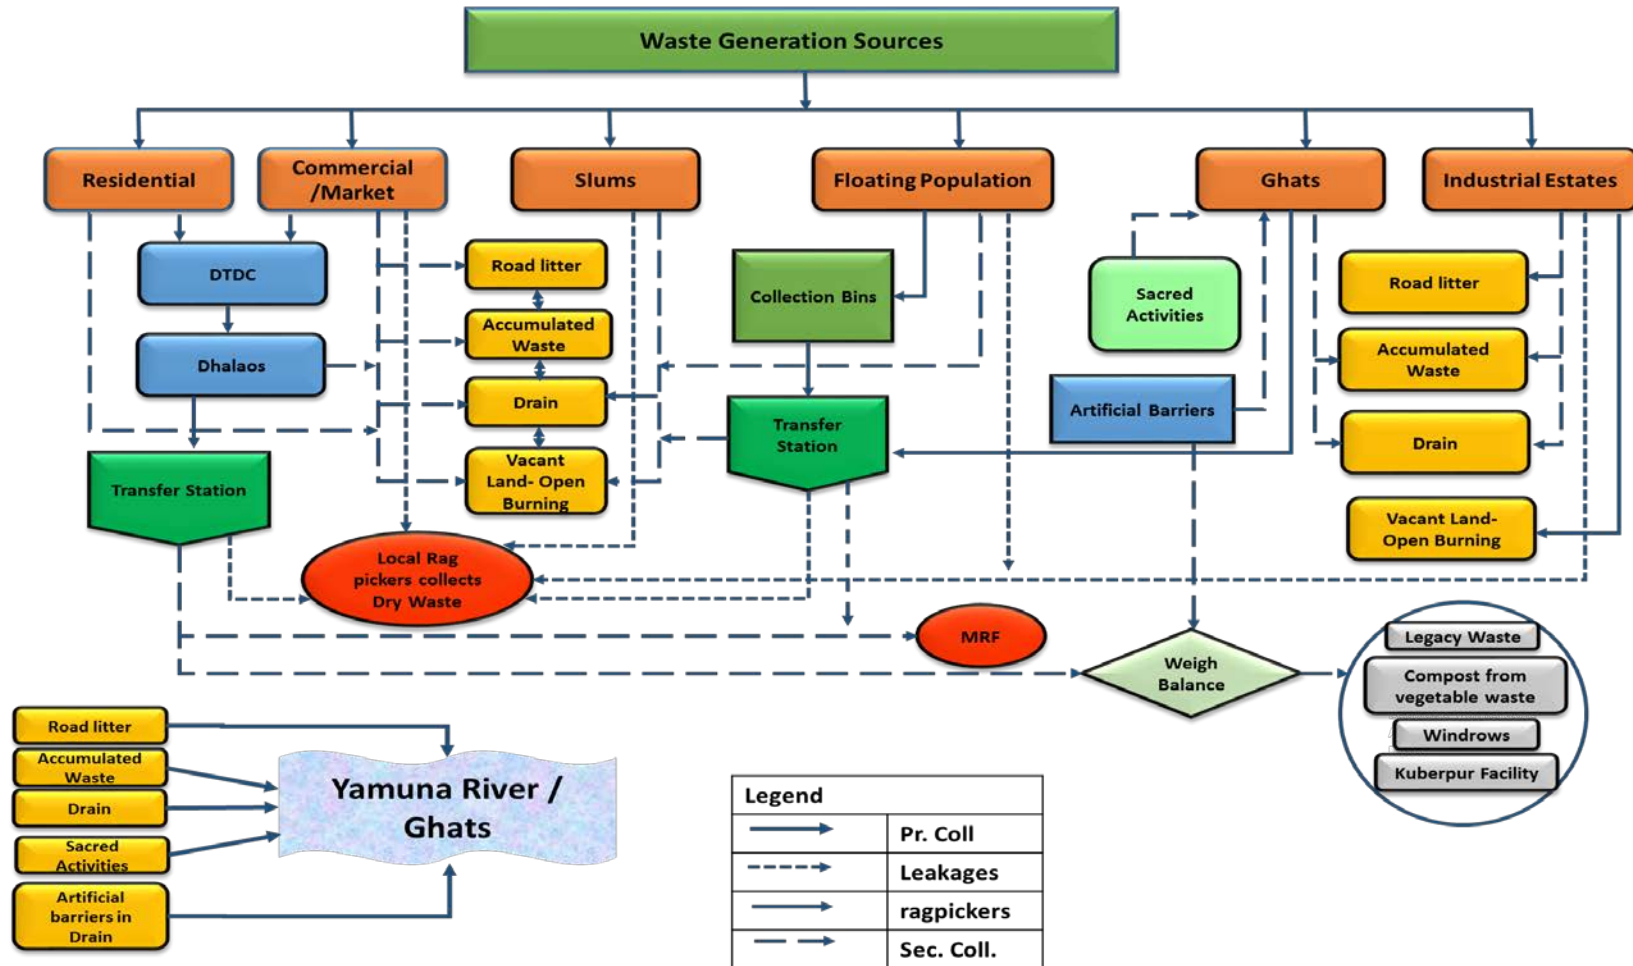 Waste Generation Sources
Residential
Commercial
/Market
Slums
Floating Population
Ghats
Industrial Estates
DTDC
Dhalaos
Transfer Station
Road litter
Accumulated
Waste
Drain
Vacant
Land- Open
Burning
Collection Bins
Transfer
Station
Sacred
Activities
Artificial Barriers
Road litter
Accumulated
Waste
Drain
Vacant Land-
Open Burning
Local Rag
pickers collects
Dry Waste
MRF
Weigh
Balance
Legacy Waste
Compost from
vegetable waste
Windrows
Kuberpur Facility
Road litter
Accumulated
Waste
Drain
Sacred
Activities
Artificial
barriers in
Drain
Yamuna River /
Ghats
Legend
Pr. Coll
Leakages
ragpickers
Sec. Coll.